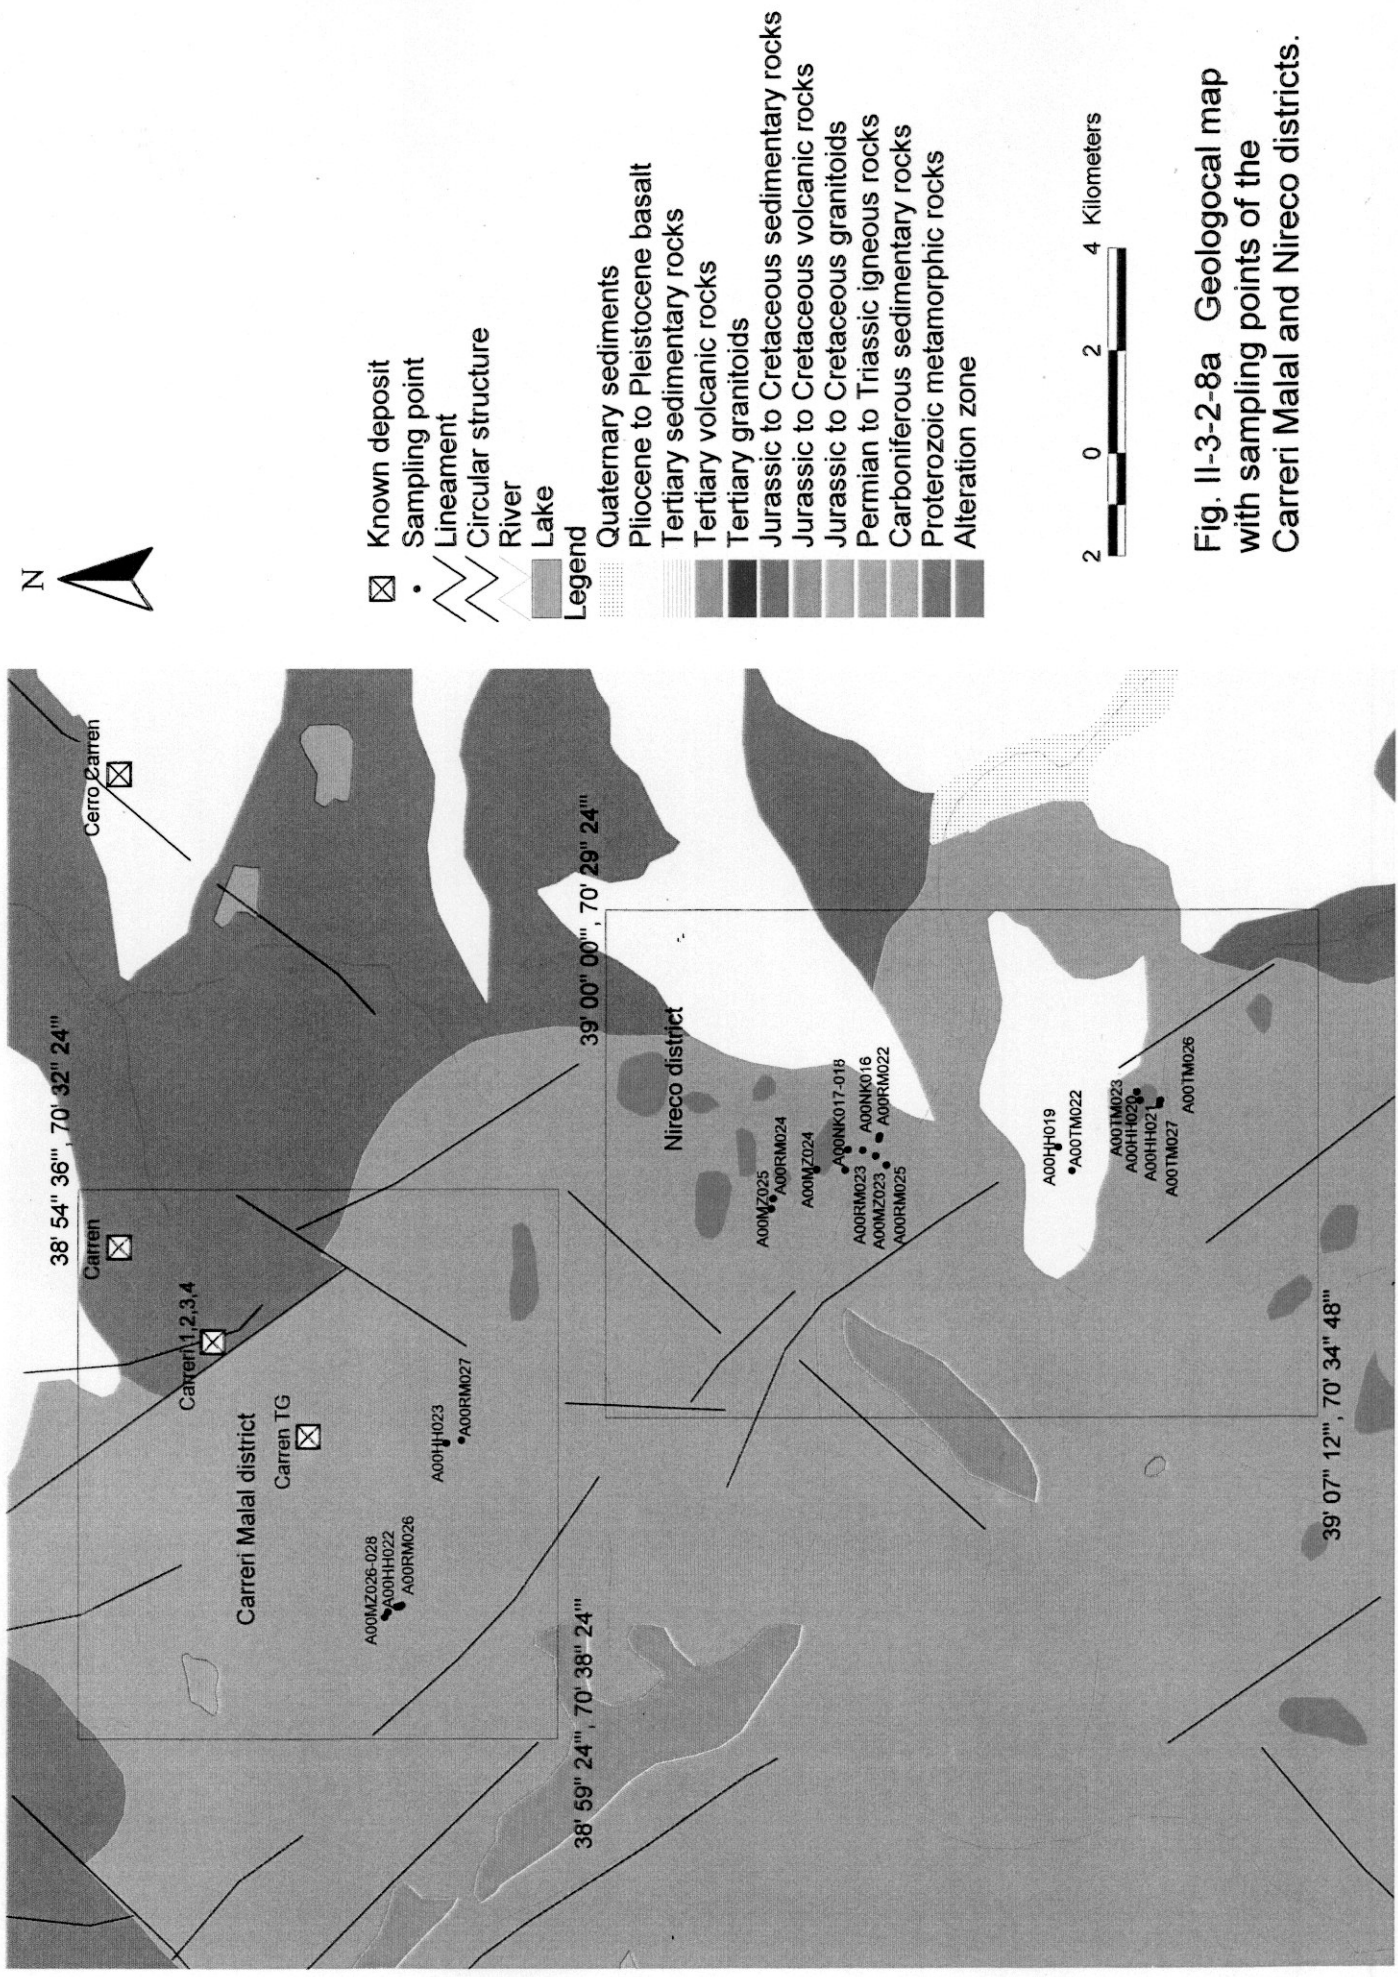 38' 54" 36'", 70' 32" 24'"
Carren
Cerro Carren
Carreri 1,2,3,4
Carreri Malal district
Carren TG
A00MZ026-028
A00HH022
A00RM026
A00HH023
A00RM027
38' 59" 24'", 70' 38" 24'"
39' 00" 00'", 70' 29" 24'"
Nireco district
A00MZ025
A00RM024
A00MZ024
A00NK017-018
A00NK016
A00RM022
A00RM023
A00MZ023
A00RM025
A00HH019
A00TM022
A00TM023
A00HH020
A00HH021
A00TM027
A00TM026
39' 07" 12'", 70' 34" 48'"
N
Known deposit
Sampling point
Lineament
Circular structure
River
Lake
Legend
Quaternary sediments
Pliocene to Pleistocene basalt
Tertiary sedimentary rocks
Tertiary volcanic rocks
Tertiary granitoids
Jurassic to Cretaceous sedimentary rocks
Jurassic to Cretaceous volcanic rocks
Jurassic to Cretaceous granitoids
Permian to Triassic igneous rocks
Carboniferous sedimentary rocks
Proterozoic metamorphic rocks
Alteration zone
2 0 2 4 Kilometers
Fig. II-3-2-8a Geologocal map
with sampling points of the
Carreri Malal and Nireco districts.